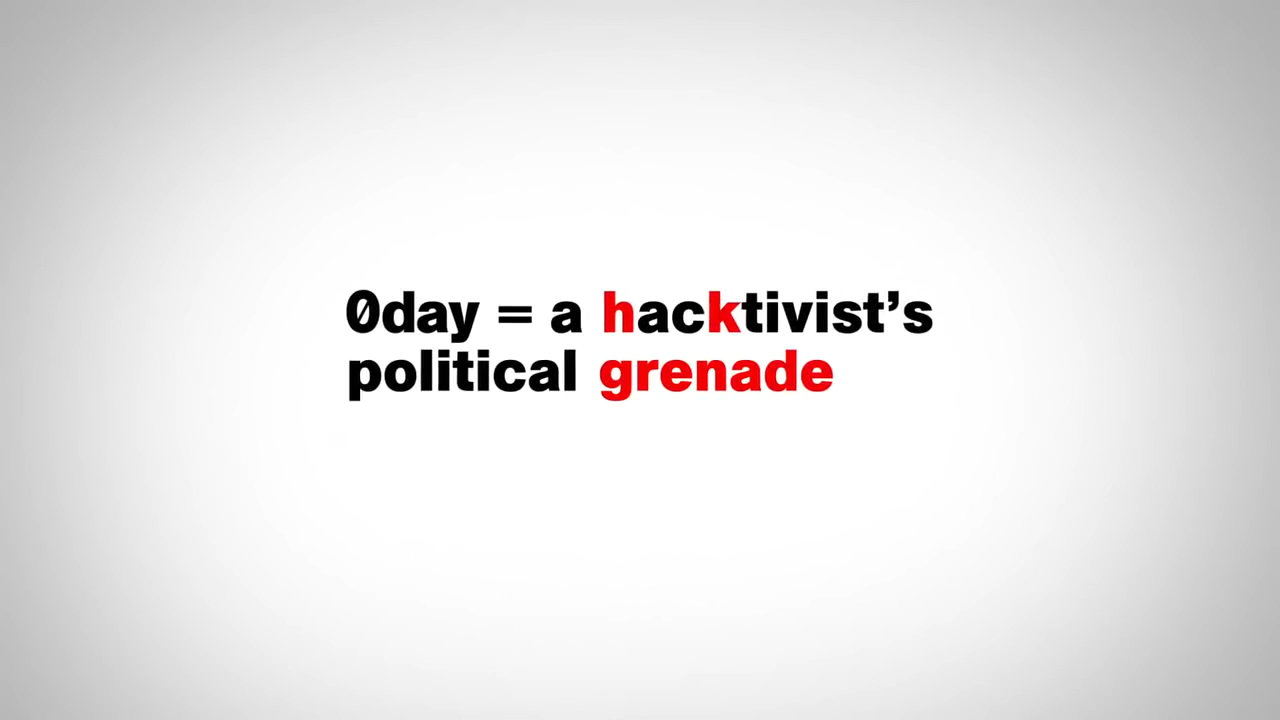 0day = a hacktivist’s
political grenade